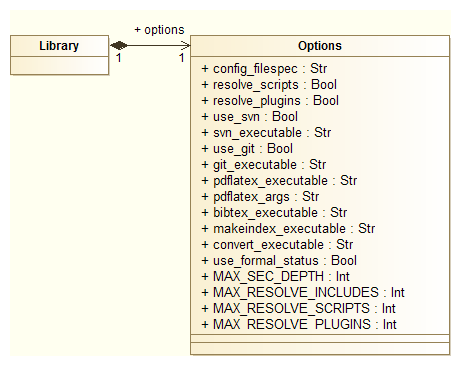 + options
Library
1
1
Options
+ config_filespec : Str
+ resolve_scripts : Bool
+ resolve_plugins : Bool
+ use_svn : Bool
+ svn_executable : Str
+ use_git : Bool
+ git_executable : Str
+ pdflatex_executable : Str
+ pdflatex_args : Str
+ bibtex_executable : Str
+ makeindex_executable : Str
+ convert_executable : Str
+ use_formal_status : Bool
+ MAX_SEC_DEPTH : Int
+ MAX_RESOLVE_INCLUDES : Int
+ MAX_RESOLVE_SCRIPTS : Int
+ MAX_RESOLVE_PLUGINS : Int